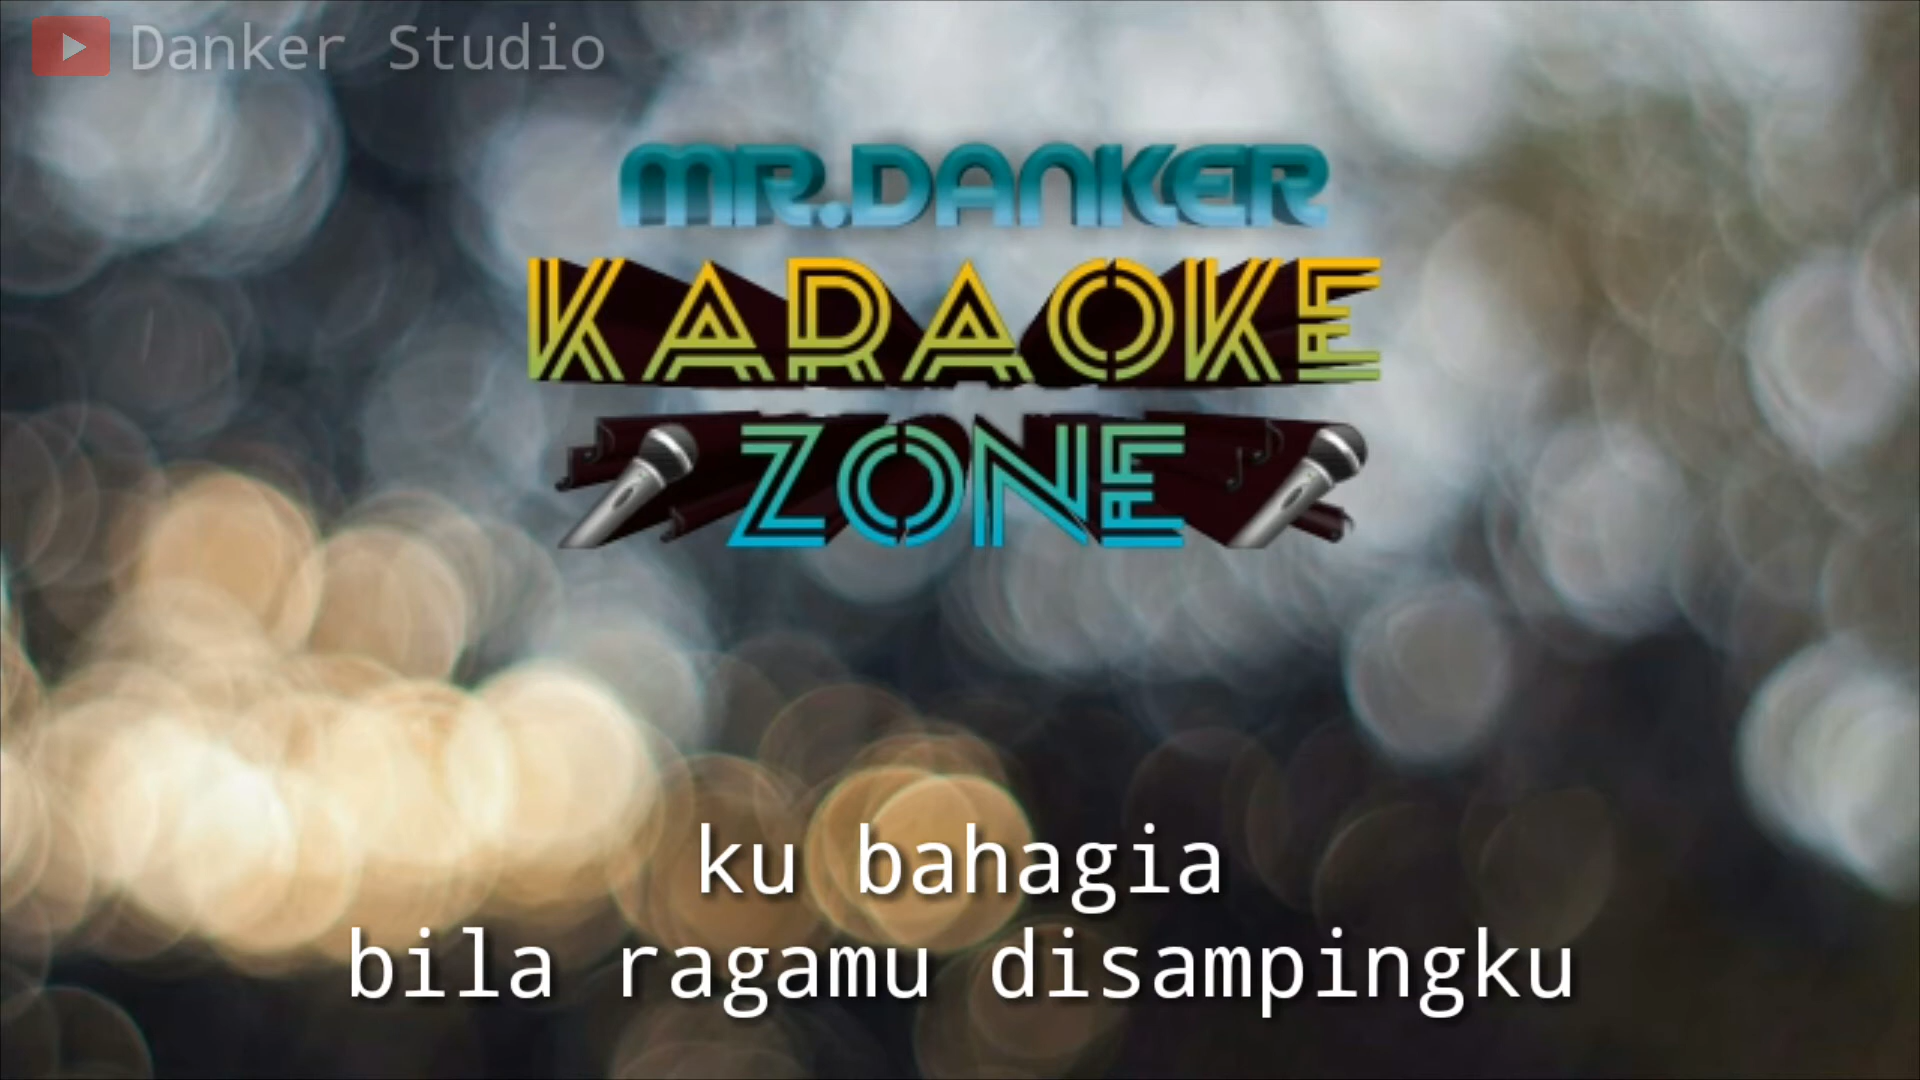 Danker Studio
MR.DANKER
KARAOKE
ZONE
ku bahagia
bila ragamu disampingku